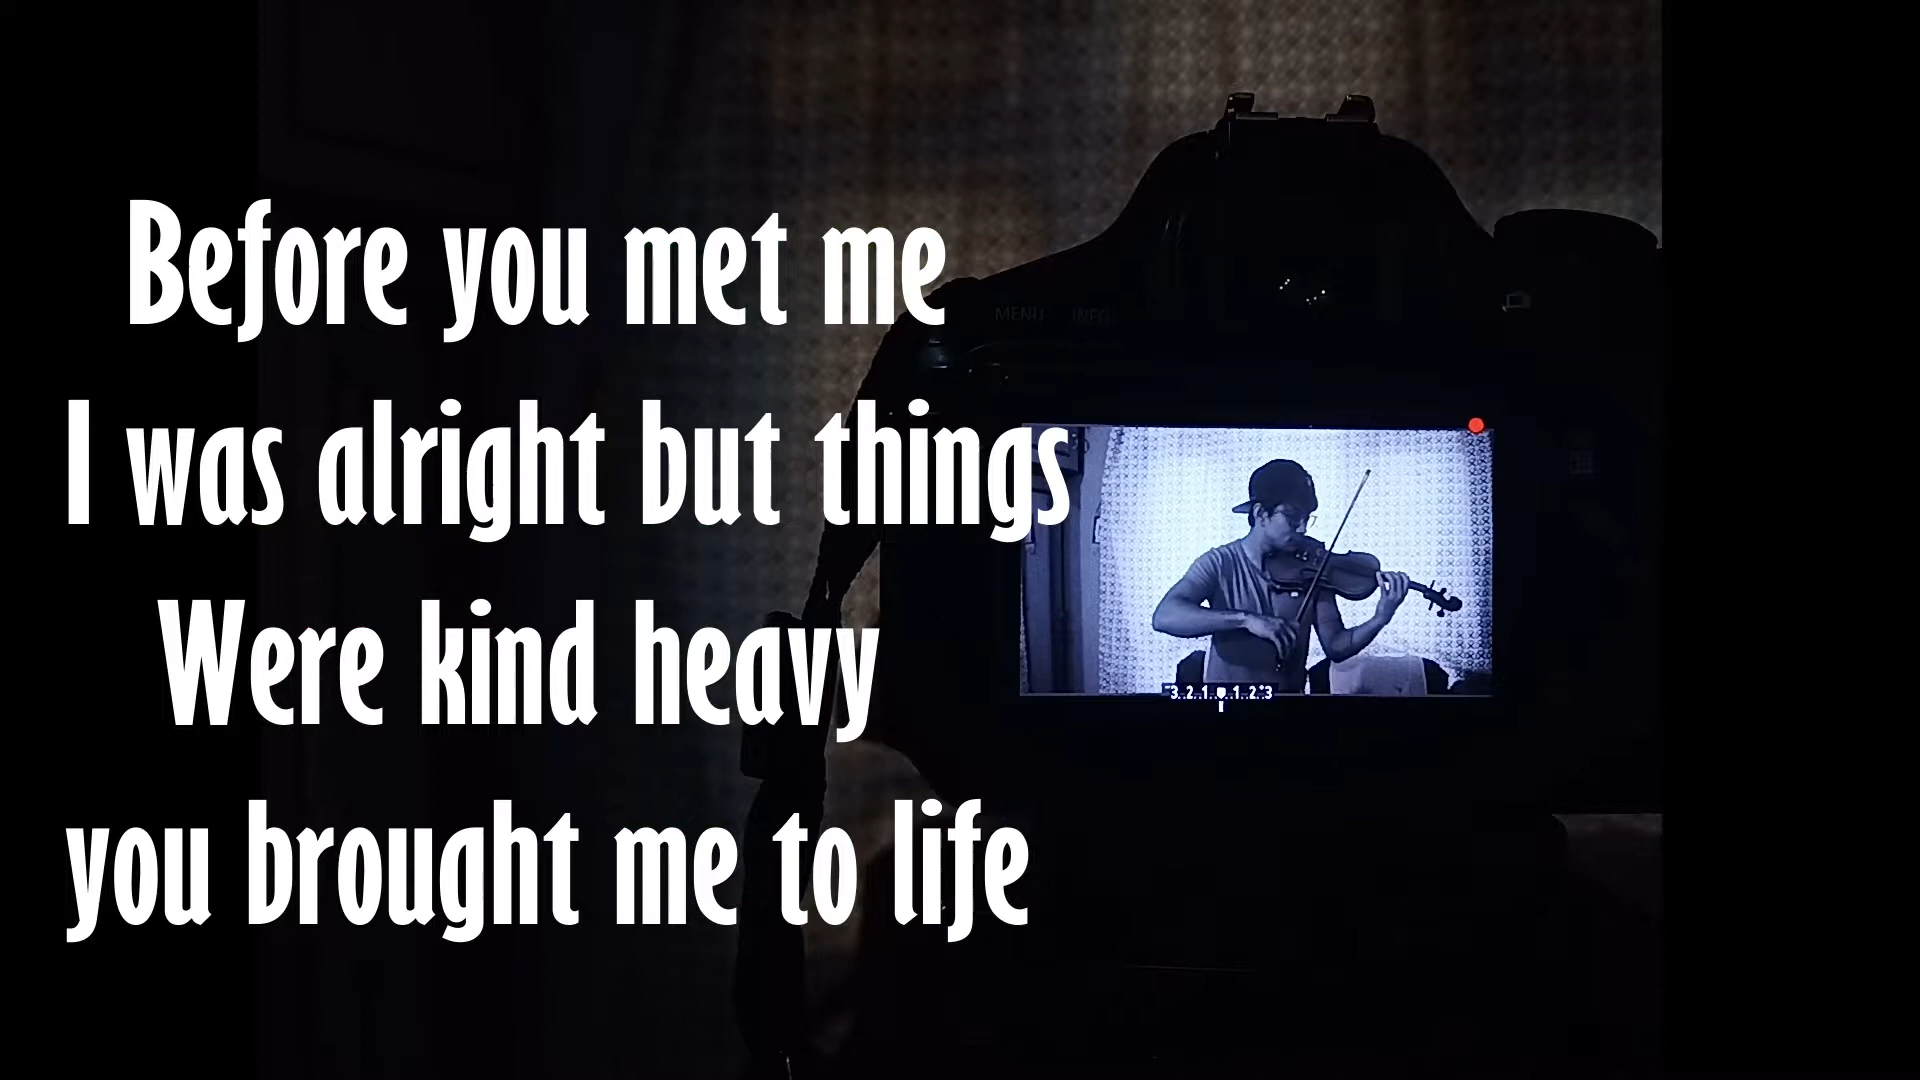 Before you met me
I was alright but things
Were kind heavy
you brought me to life
MENU INFO
-3..2..1..0..1..2..+3